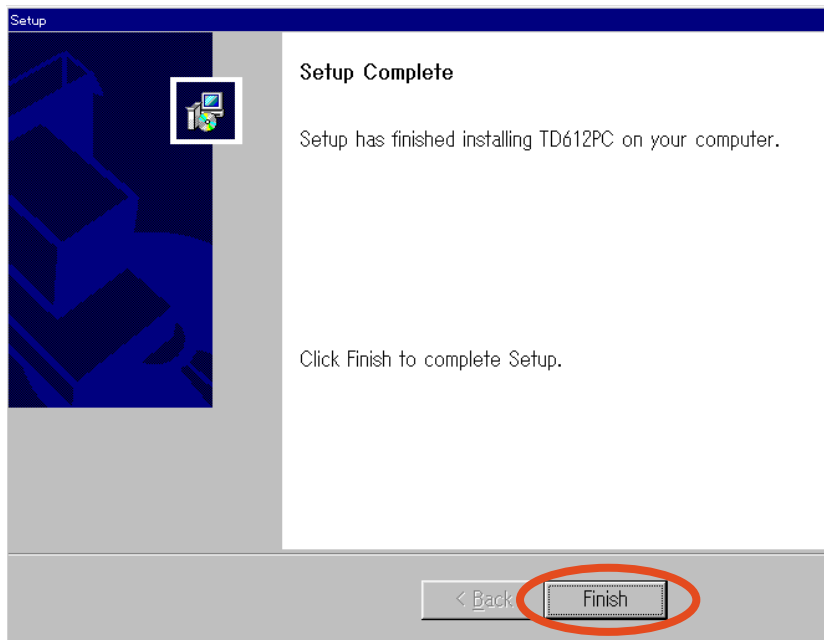 Setup
Setup Complete
Setup has finished installing TD612PC on your computer.
Click Finish to complete Setup.
< Back
Finish